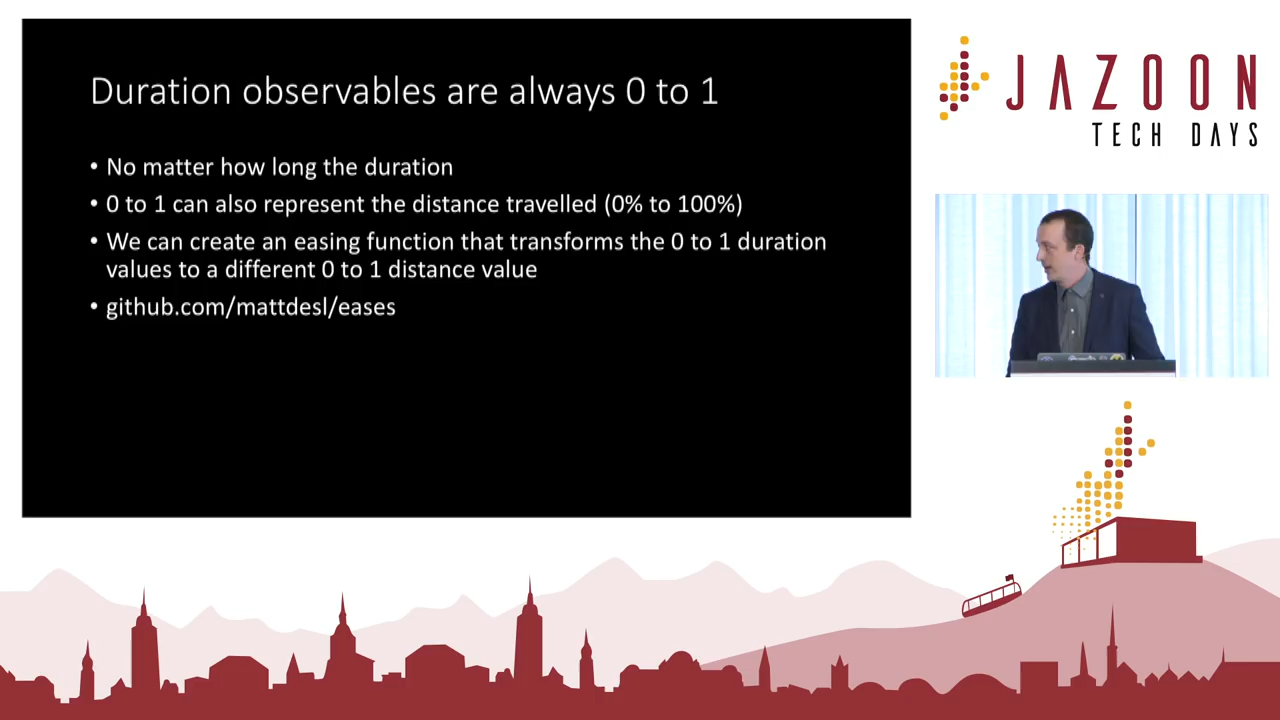 Duration observables are always 0 to 1
• No matter how long the duration
• 0 to 1 can also represent the distance travelled (0% to 100%)
• We can create an easing function that transforms the 0 to 1 duration
values to a different 0 to 1 distance value
• github.com/mattdesl/eases
JAZOON
TECH DAYS